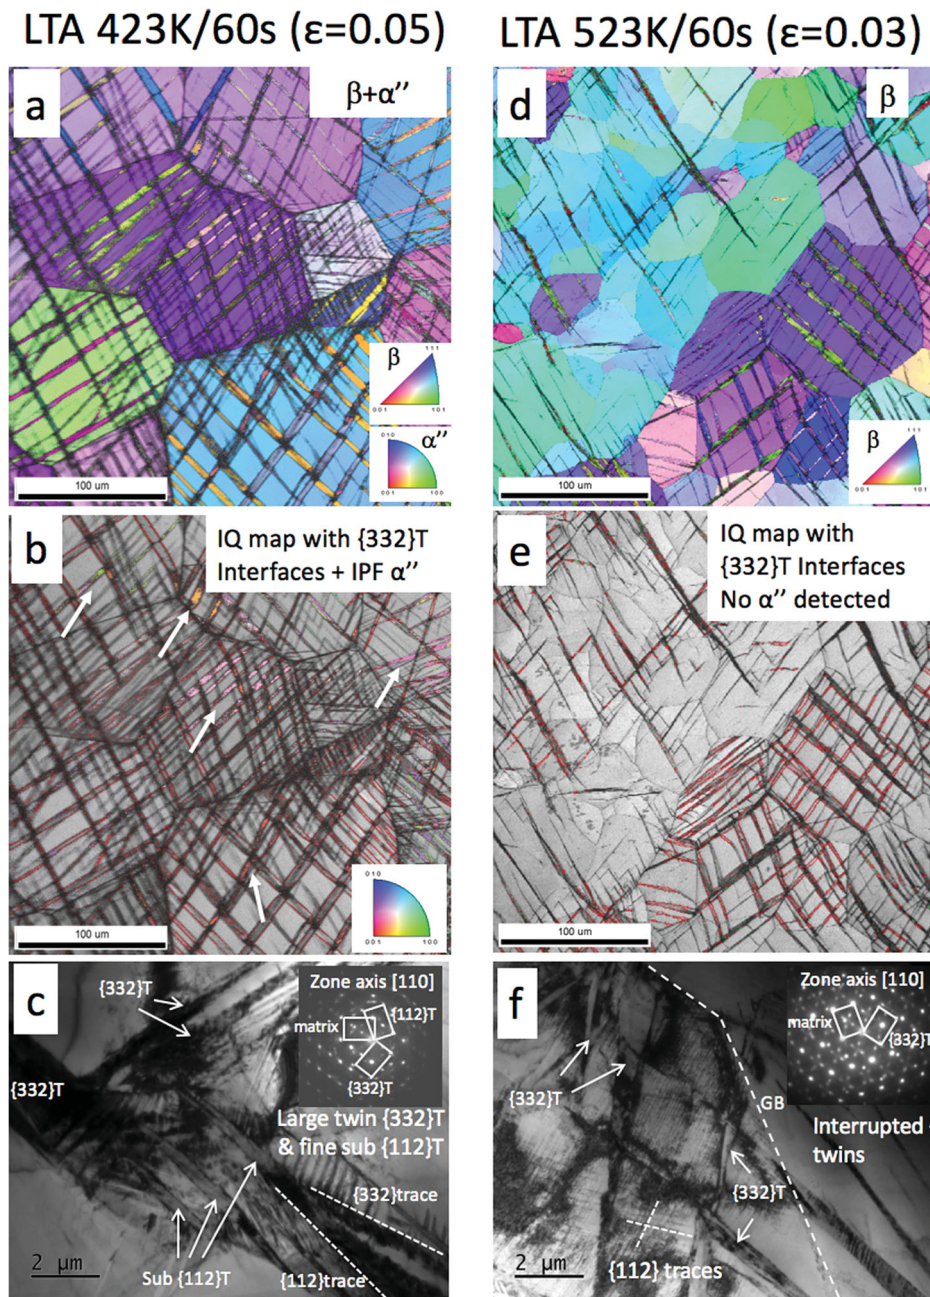 LTA 423K/60s (ε=0.05)
LTA 523K/60s (ε=0.03)
a
β+α’’
β
111
001
101
α’’
010
001
100
100 um
d
β
β
111
001
101
100 um
b
IQ map with {332}T
Interfaces + IPF α’’
010
001
100
100 um
e
IQ map with
{332}T Interfaces
No α’’ detected
100 um
c
{332}T
Zone axis [110]
{112}T
matrix
{332}T
{332}T
Large twin {332}T
& fine sub {112}T
{332}trace
Sub {112}T
{112}trace
2 μm
f
Zone axis [110]
matrix
{332}T
{332}T
GB
Interrupted
twins
{332}T
{112} traces
2 μm